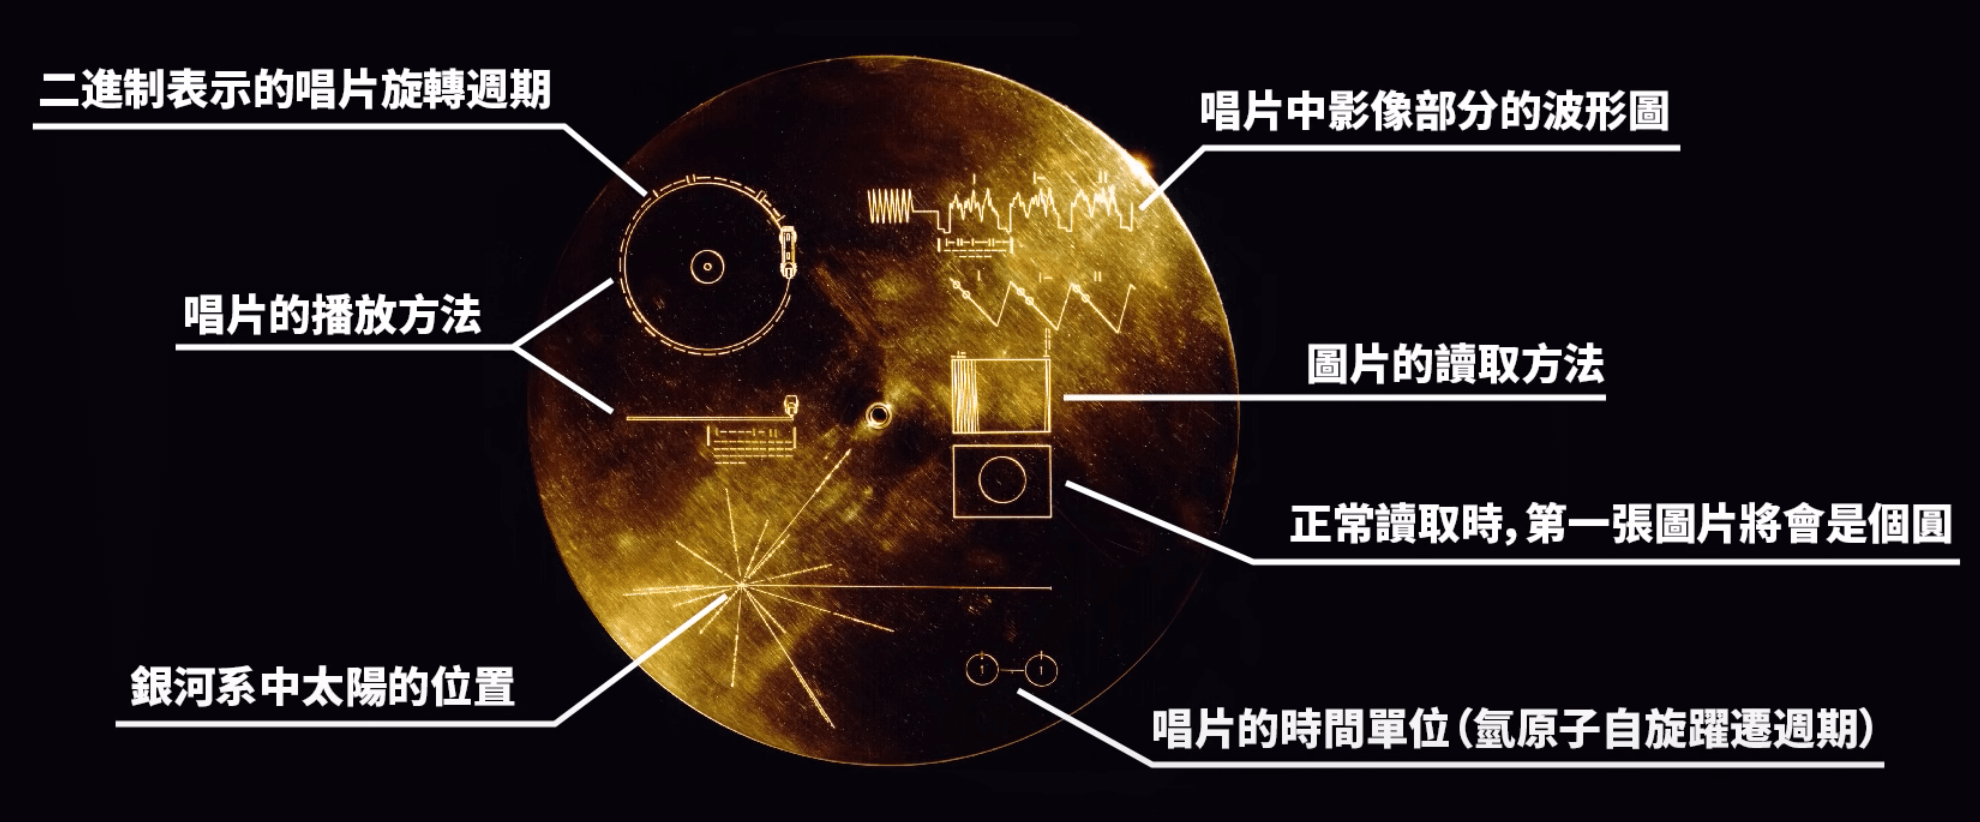 二進制表示的唱片旋轉週期
唱片中影像部分的波形圖
唱片的播放方法
圖片的讀取方法
正常讀取時，第一張圖片將會是個圓
銀河系中太陽的位置
唱片的時間單位（氫原子自旋躍遷週期）